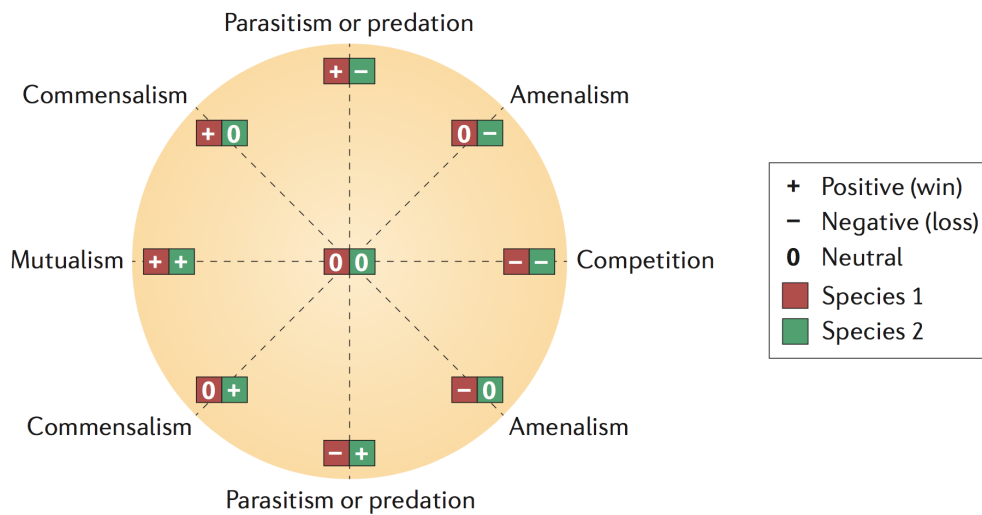 Parasitism or predation
+ −
Commensalism
Amenalism
+ 0
0 −
Mutualism
+ +
0 0
− −
Competition
0 +
− 0
Commensalism
Amenalism
− +
Parasitism or predation
+ Positive (win)
− Negative (loss)
0 Neutral
Species 1
Species 2